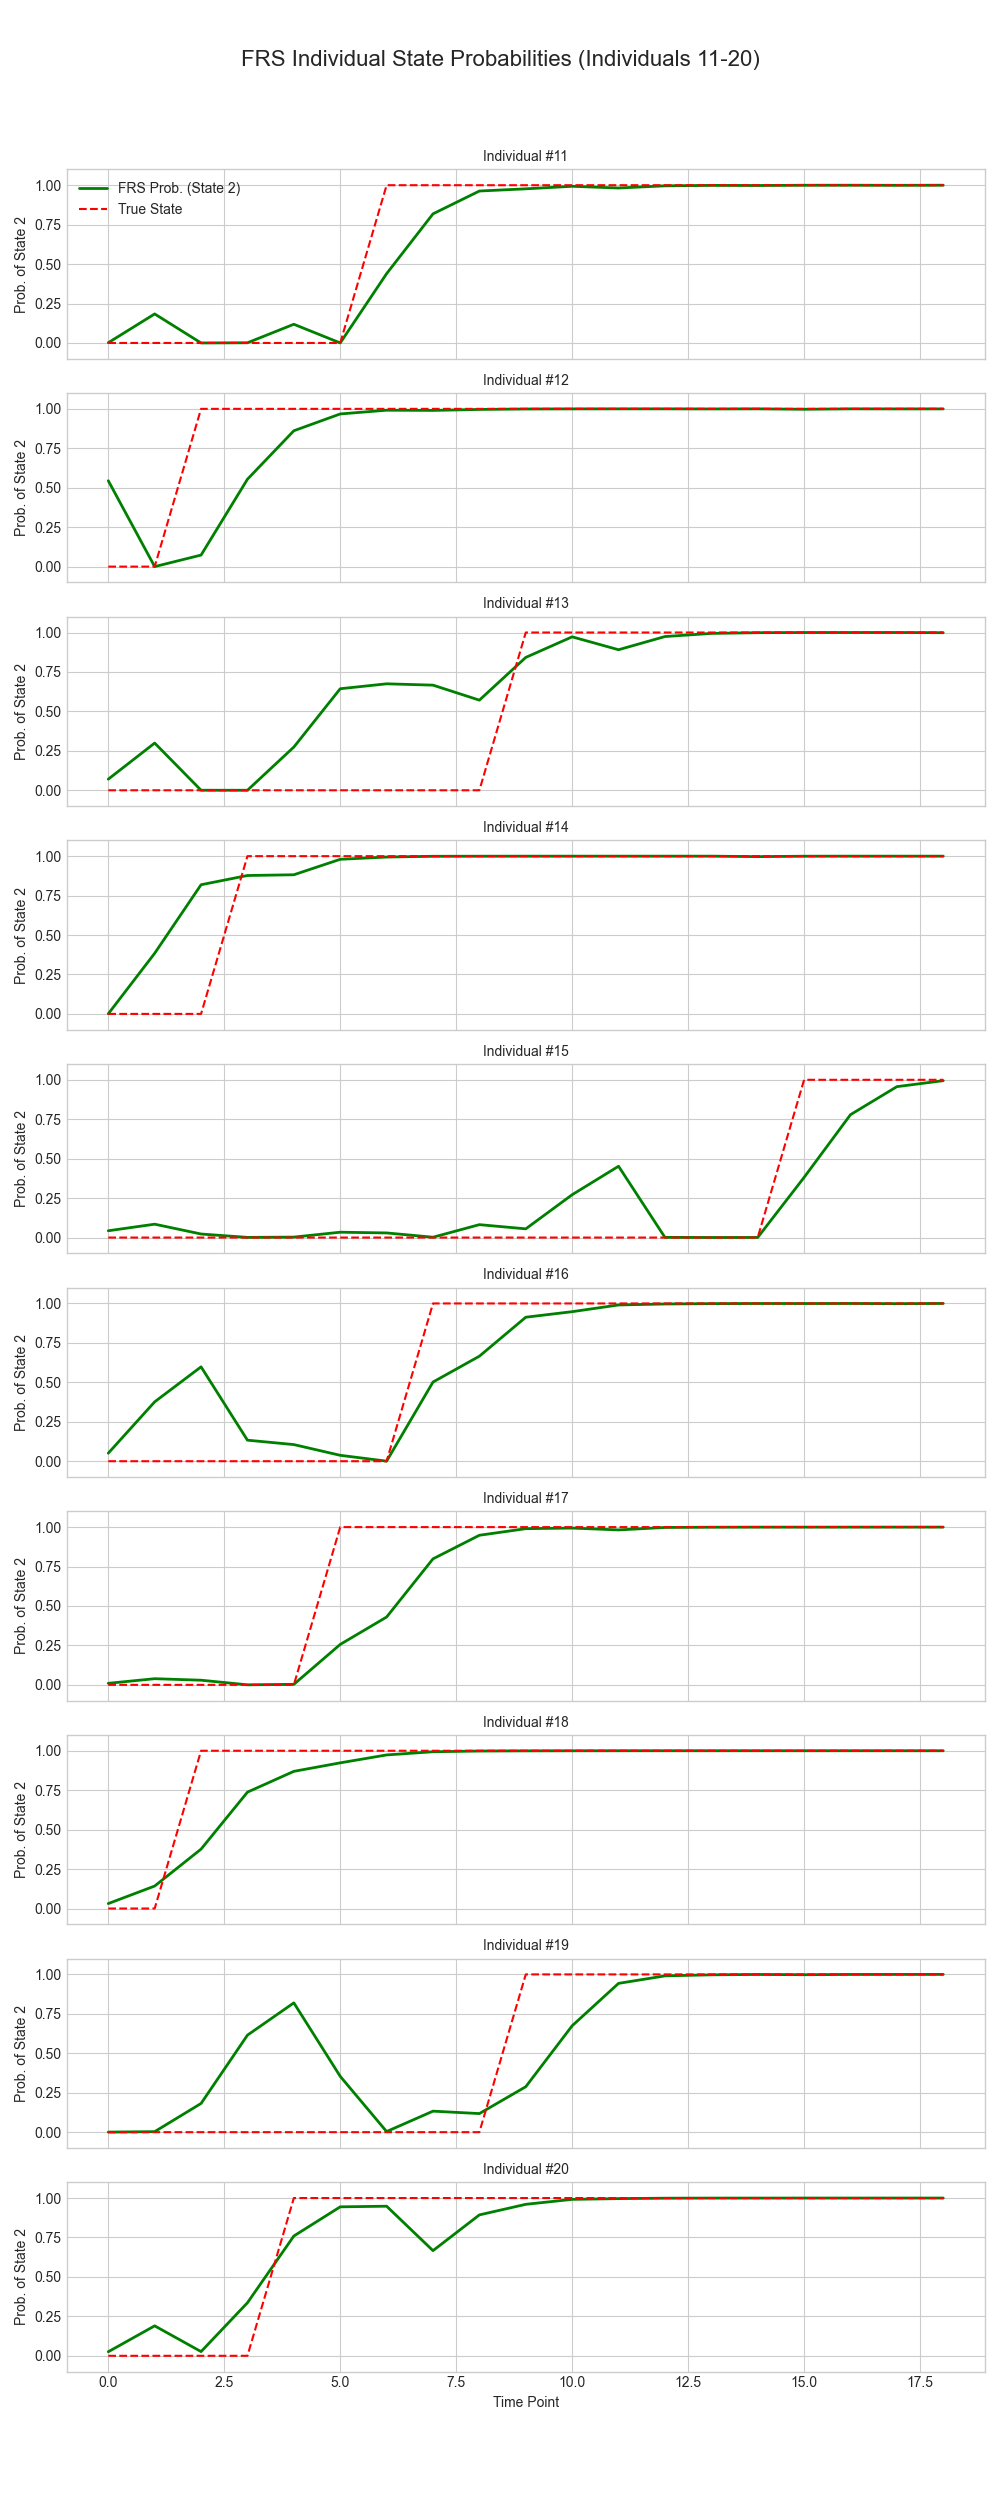 FRS Individual State Probabilities (Individuals 11-20)
Individual #11
FRS Prob. (State 2)
True State
Prob. of State 2
1.00
0.75
0.50
0.25
0.00
Individual #12
Prob. of State 2
1.00
0.75
0.50
0.25
0.00
Individual #13
Prob. of State 2
1.00
0.75
0.50
0.25
0.00
Individual #14
Prob. of State 2
1.00
0.75
0.50
0.25
0.00
Individual #15
Prob. of State 2
1.00
0.75
0.50
0.25
0.00
Individual #16
Prob. of State 2
1.00
0.75
0.50
0.25
0.00
Individual #17
Prob. of State 2
1.00
0.75
0.50
0.25
0.00
Individual #18
Prob. of State 2
1.00
0.75
0.50
0.25
0.00
Individual #19
Prob. of State 2
1.00
0.75
0.50
0.25
0.00
Individual #20
Prob. of State 2
1.00
0.75
0.50
0.25
0.00
0.0 2.5 5.0 7.5 10.0 12.5 15.0 17.5
Time Point